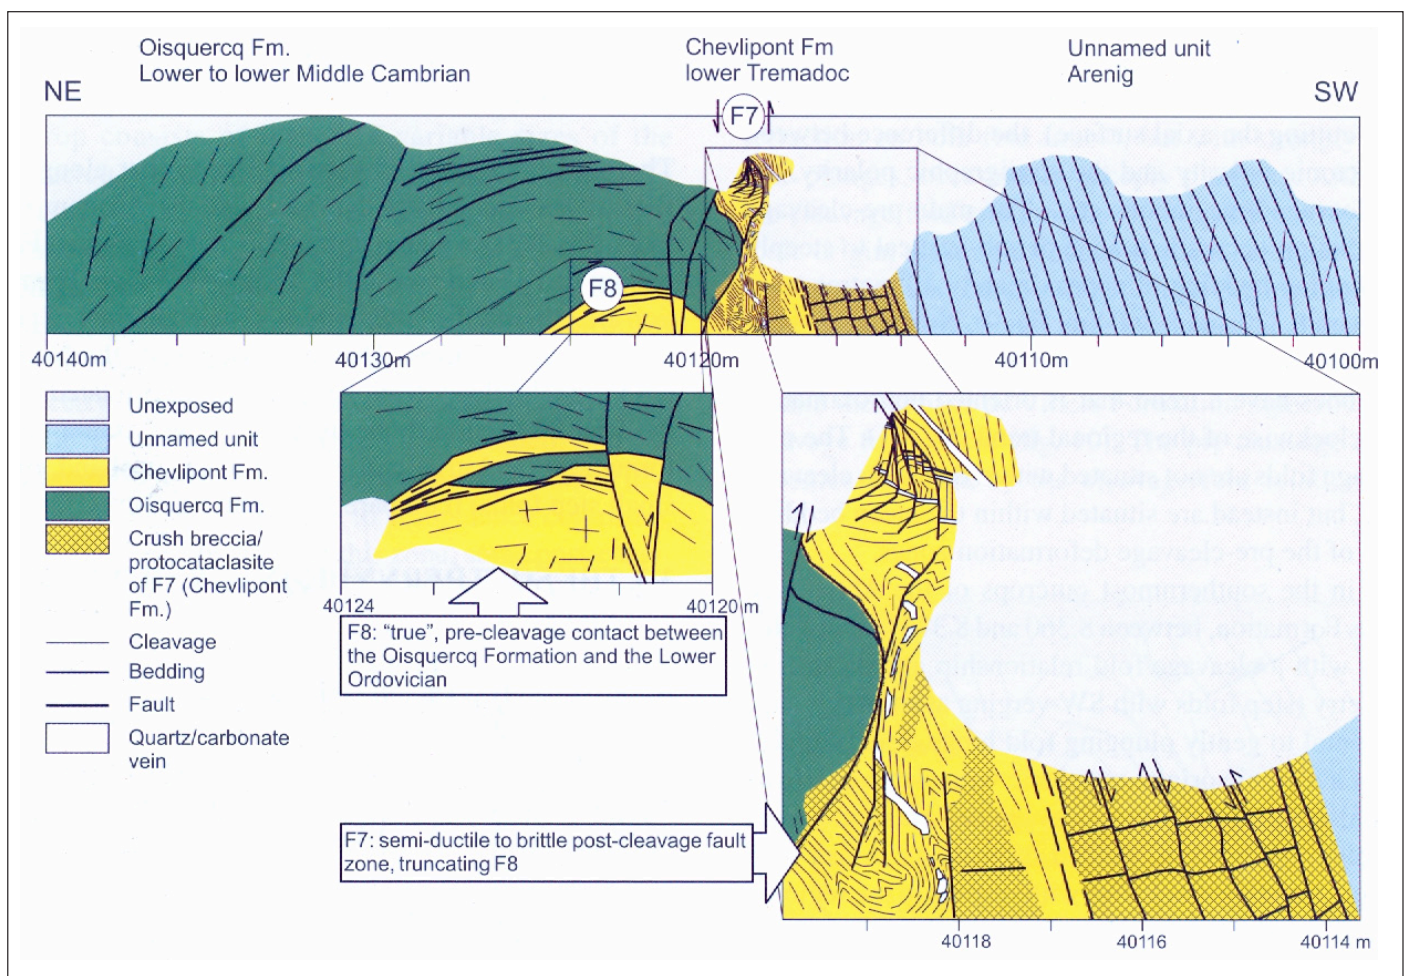 Oisquercq Fm.
Lower to lower Middle Cambrian
Chevlipont Fm
lower Tremadoc
Unnamed unit
Arenig
NE
SW
F7
F8
40140m
40130m
40120m
40110m
40100m
Unexposed
Unnamed unit
Chevlipont Fm.
Oisquercq Fm.
Crush breccia/
protocataclasite
of F7 (Chevlipont
Fm.)
Cleavage
Bedding
Fault
Quartz/carbonate
vein
40124
40120m
F8: “true”, pre-cleavage contact between
the Oisquercq Formation and the Lower
Ordovician
F7: semi-ductile to brittle post-cleavage fault
zone, truncating F8
40118
40116
40114 m